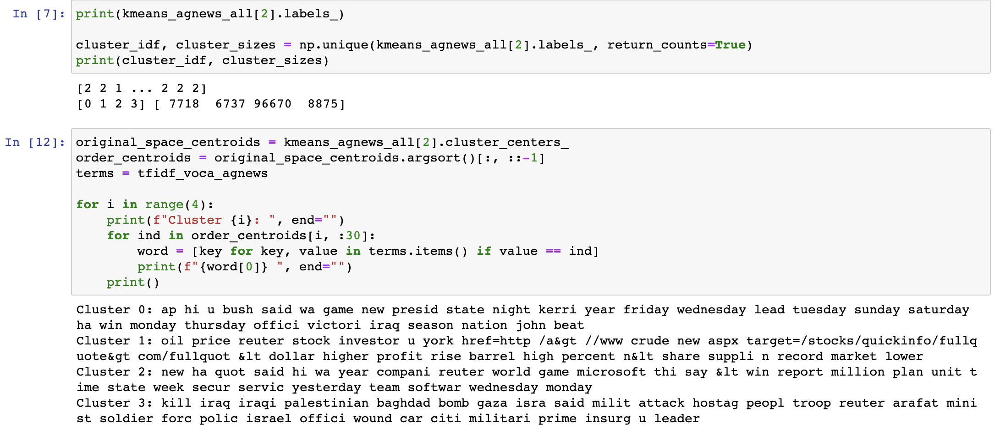 In [7]: print(kmeans_agnews_all[2].labels_)
cluster_idf, cluster_sizes = np.unique(kmeans_agnews_all[2].labels_, return_counts=True)
print(cluster_idf, cluster_sizes)
[2 2 1 ... 2 2 2]
[0 1 2 3] [ 7718  6737 96670  8875]
In [12]: original_space_centroids = kmeans_agnews_all[2].cluster_centers_
order_centroids = original_space_centroids.argsort()[:, ::-1]
terms = tfidf_voca_agnews
for i in range(4):
    print(f"Cluster {i}: ", end="")
    for ind in order_centroids[i, :30]:
        word = [key for key, value in terms.items() if value == ind]
        print(f"{word[0]} ", end="")
    print()
Cluster 0: ap hi u bush said wa game new presid state night kerri year friday wednesday lead tuesday sunday saturday
ha win monday thursday offici victori iraq season nation john beat
Cluster 1: oil price reuter stock investor u york href=http /a&gt //www crude new aspx target=/stocks/quickinfo/fullq
uote&gt com/fullquot &lt dollar higher profit rise barrel high percent n&lt share suppli n record market lower
Cluster 2: new ha quot said hi wa year compani reuter world game microsoft thi say &lt win report million plan unit t
ime state week secur servic yesterday team softwar wednesday monday
Cluster 3: kill iraq iraqi palestinian baghdad bomb gaza isra said milit attack hostag peopl troop reuter arafat mini
st soldier forc polic israel offici wound car citi militari prime insurg u leader